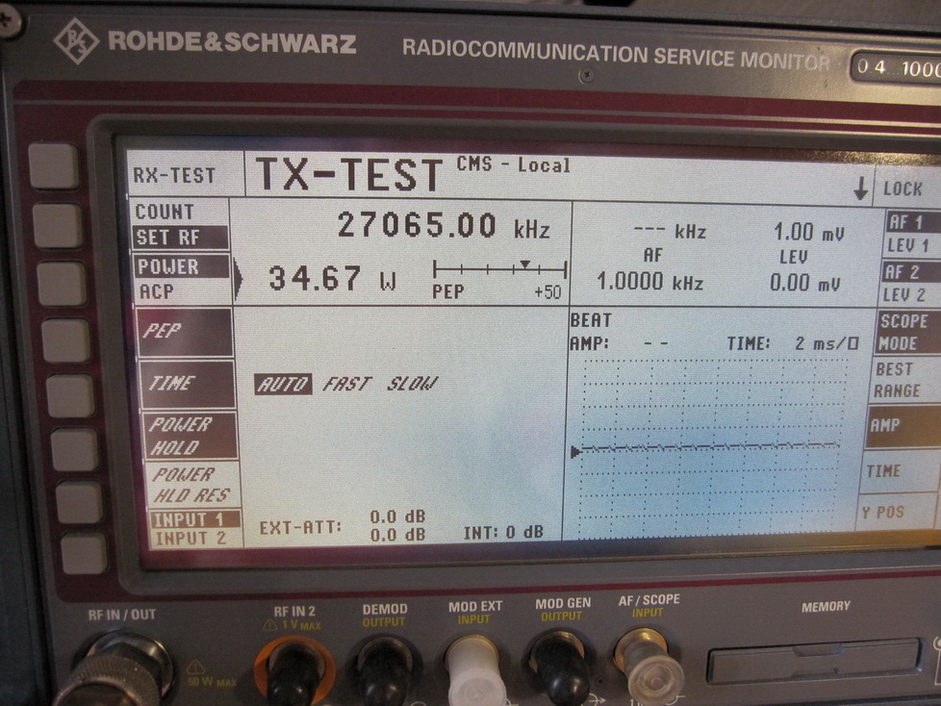 R&S ROHDE&SCHWARZ RADIOCOMMUNICATION SERVICE MONITOR 0.4...1000
RX-TEST TX-TEST CMS - Local LOCK
COUNT 27065.00 kHz --- kHz 1.00 mV AF 1
SET RF AF LEV LEV 1
POWER 34.67 W 1.0000 kHz 0.00 mV AF 2
ACP PEP +50 LEV 2
PEP BEAT SCOPE
AMP: -- TIME: 2 ms/ MODE
TIME AUTO FAST SLOW BEST
RANGE
POWER AMP
HOLD
POWER TIME
HLD RES
INPUT 1 EXT-ATT: 0.0 dB Y POS
INPUT 2 0.0 dB INT: 0 dB
RF IN / OUT RF IN 2 DEMOD MOD EXT MOD GEN AF / SCOPE MEMORY
1 V MAX OUTPUT INPUT OUTPUT INPUT
50 W MAX